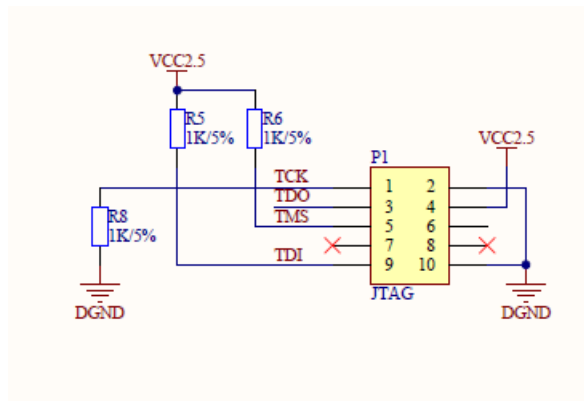 VCC2.5
R5
1K/5%
R6
1K/5%
VCC2.5
P1
TCK
1 2
TDO
3 4
TMS
5 6
7 8
TDI
9 10
R8
1K/5%
JTAG
DGND
DGND